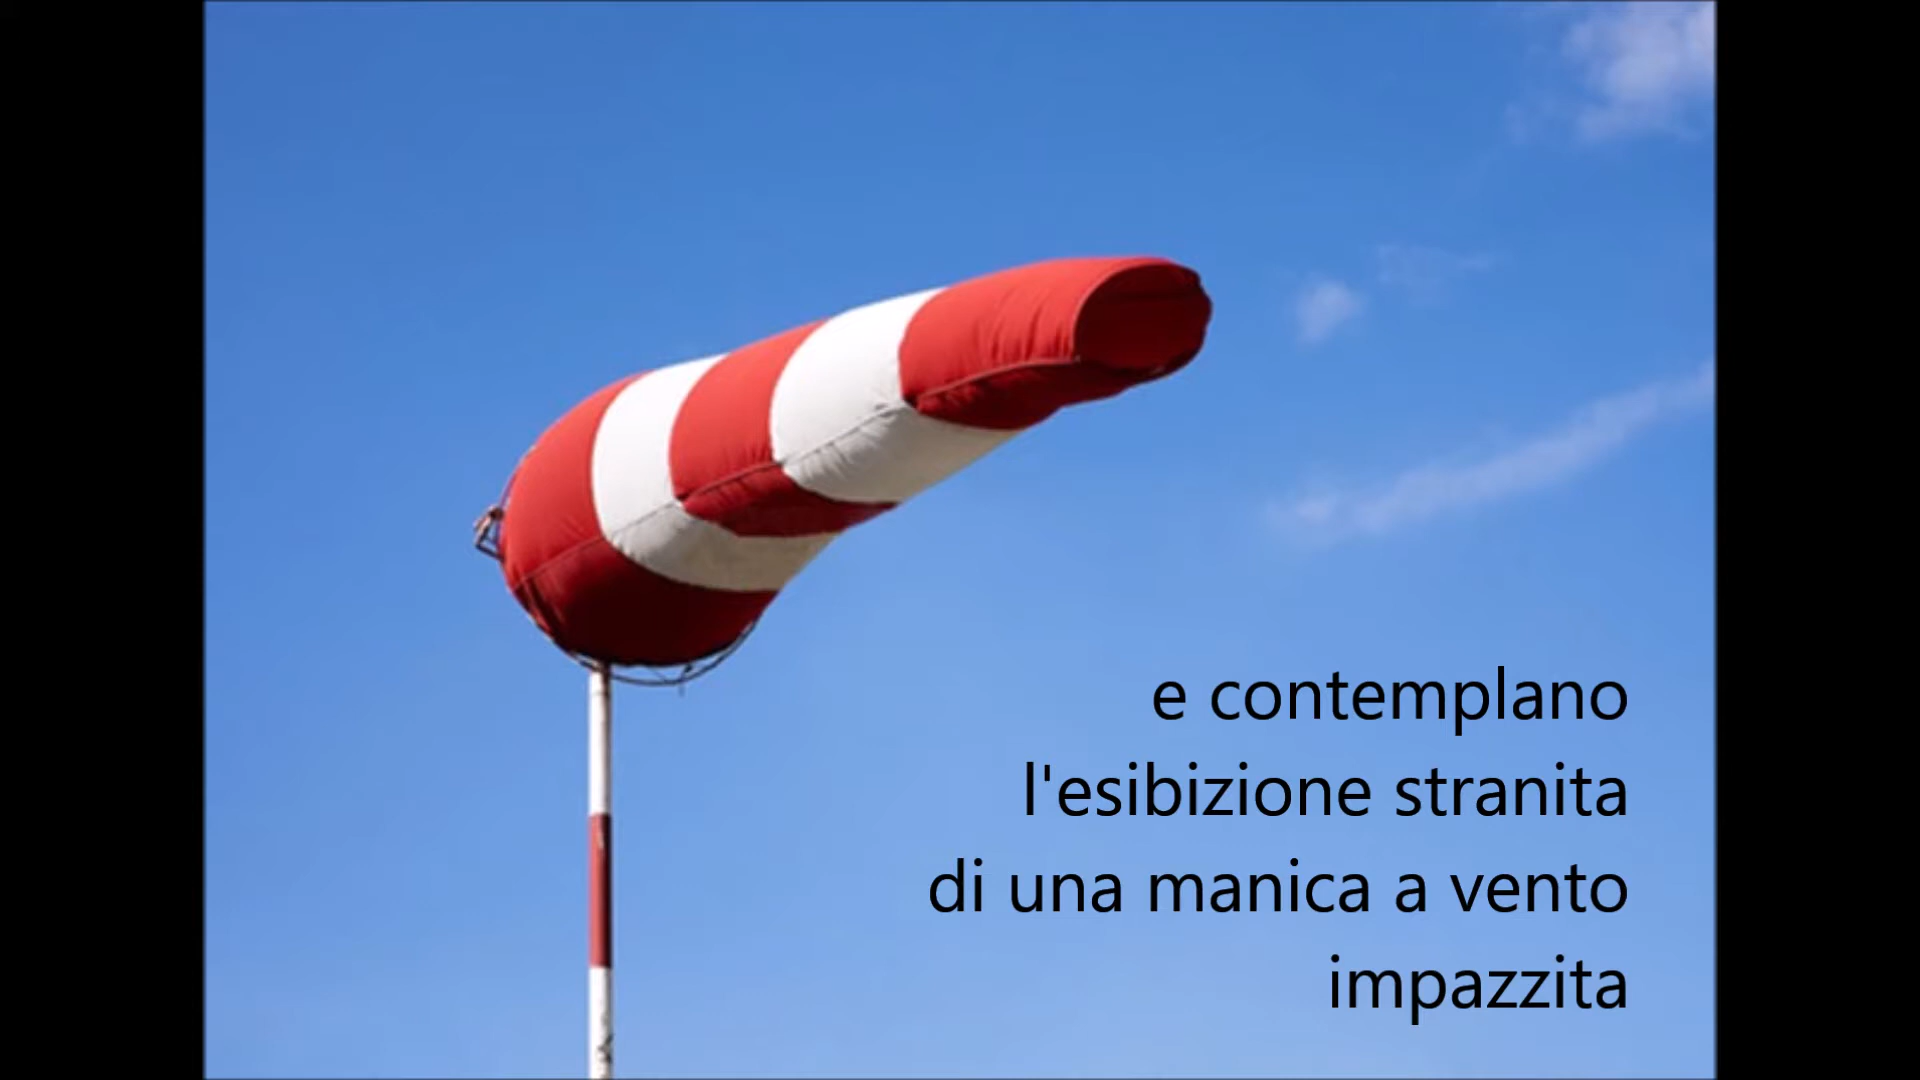 e contemplano
l'esibizione stranita
di una manica a vento
impazzita